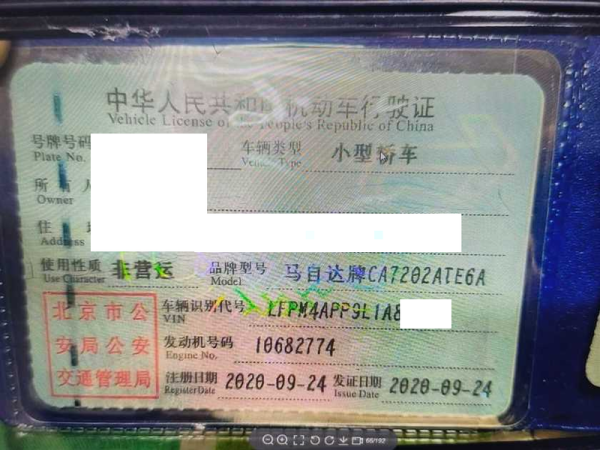 中华人民共和国机动车行驶证
Vehicle License of the People's Republic of China
号牌号码 车辆类型 小型轿车
Plate No. Vehicle Type
所有人
Owner
住址
Address
使用性质 非营运 品牌型号 马自达牌CA7202ATE6A
Use Character Model
北京市公安局公安交通管理局
车辆识别代号 LFPM4APP9L1A8
VIN
发动机号码 10682774
Engine No.
注册日期 2020-09-24 发证日期 2020-09-24
Register Date Issue Date
66/192